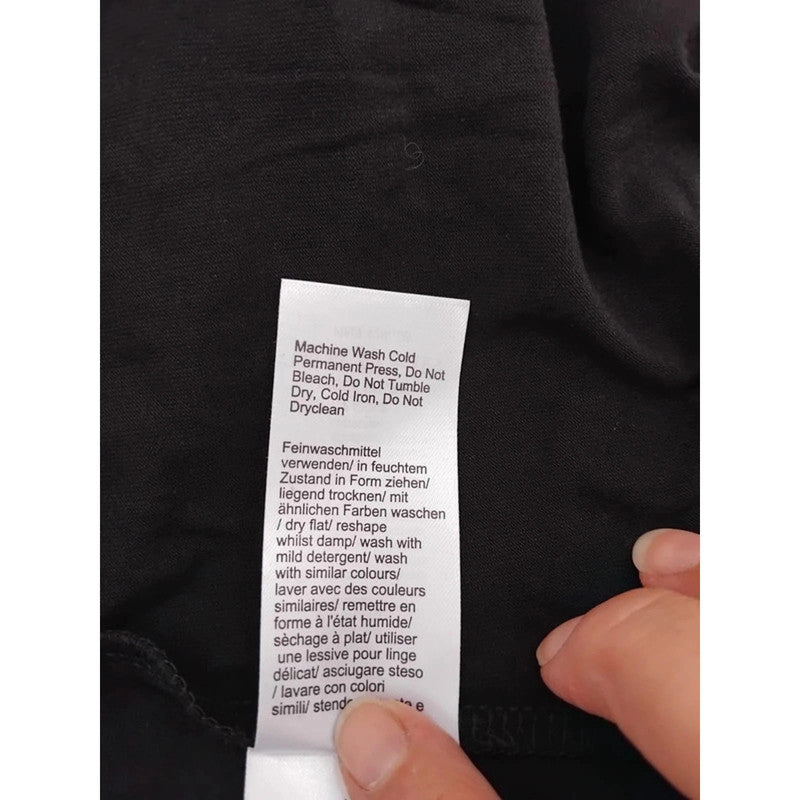 Machine Wash Cold
Permanent Press, Do Not
Bleach, Do Not Tumble
Dry, Cold Iron, Do Not
Dryclean
Feinwaschmittel
verwenden/ in feuchtem
Zustand in Form ziehen/
liegend trocknen/ mit
ähnlichen Farben waschen
/ dry flat/ reshape
whilst damp/ wash with
mild detergent/ wash
with similar colours/
laver avec des couleurs
similaires/ remettre en
forme à l'état humide/
sèchage à plat/ utiliser
une lessive pour linge
délicat/ asciugare steso
/ lavare con colori
simili/ e